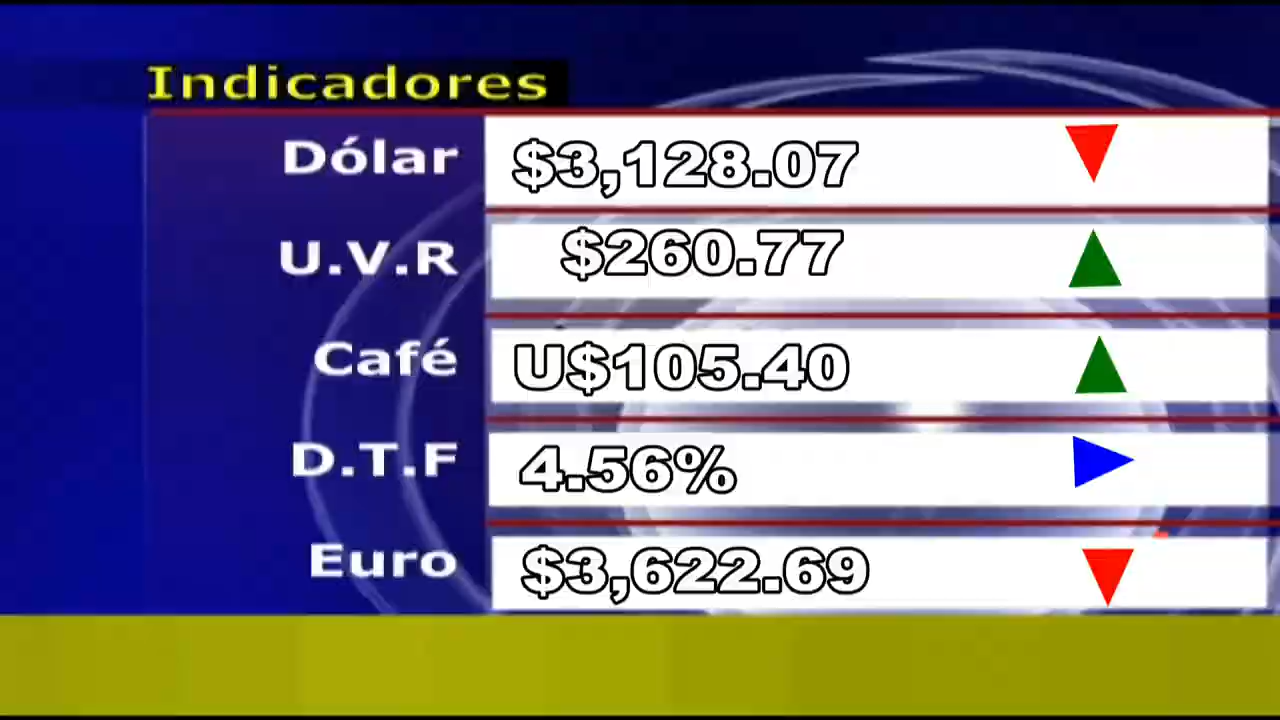 Indicadores
Dólar $3,128.07
U.V.R $260.77
Café U$105.40
D.T.F 4.56%
Euro $3,622.69